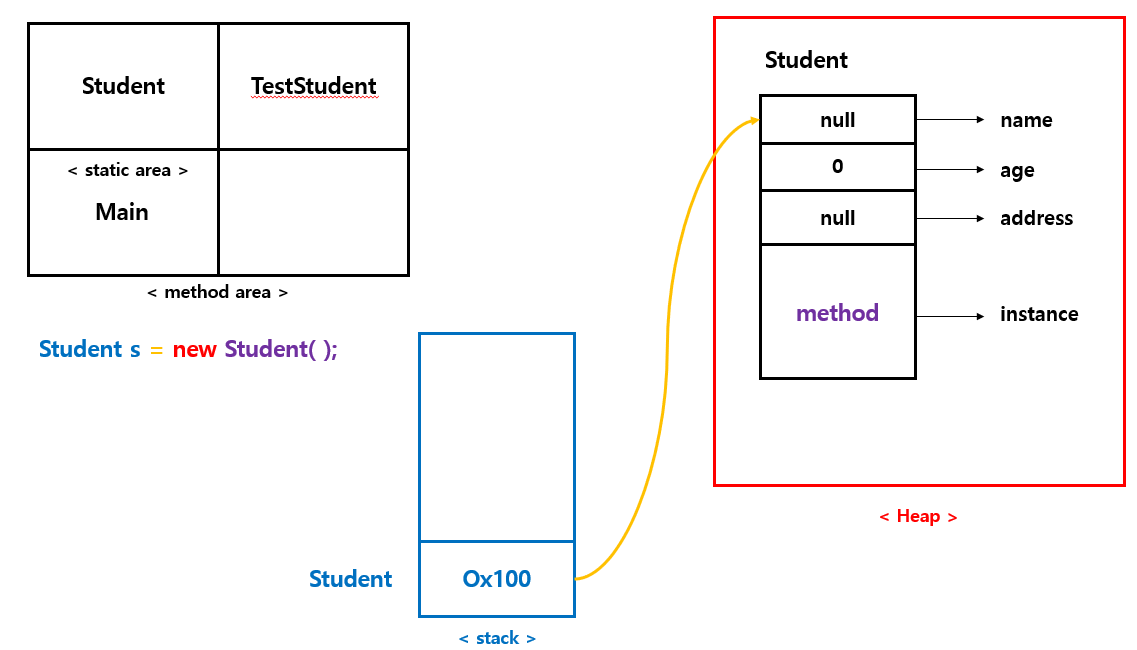 Student
TestStudent
< static area >
Main
< method area >
Student s = new Student( );
Student
Ox100
< stack >
Student
null
name
0
age
null
address
method
instance
< Heap >